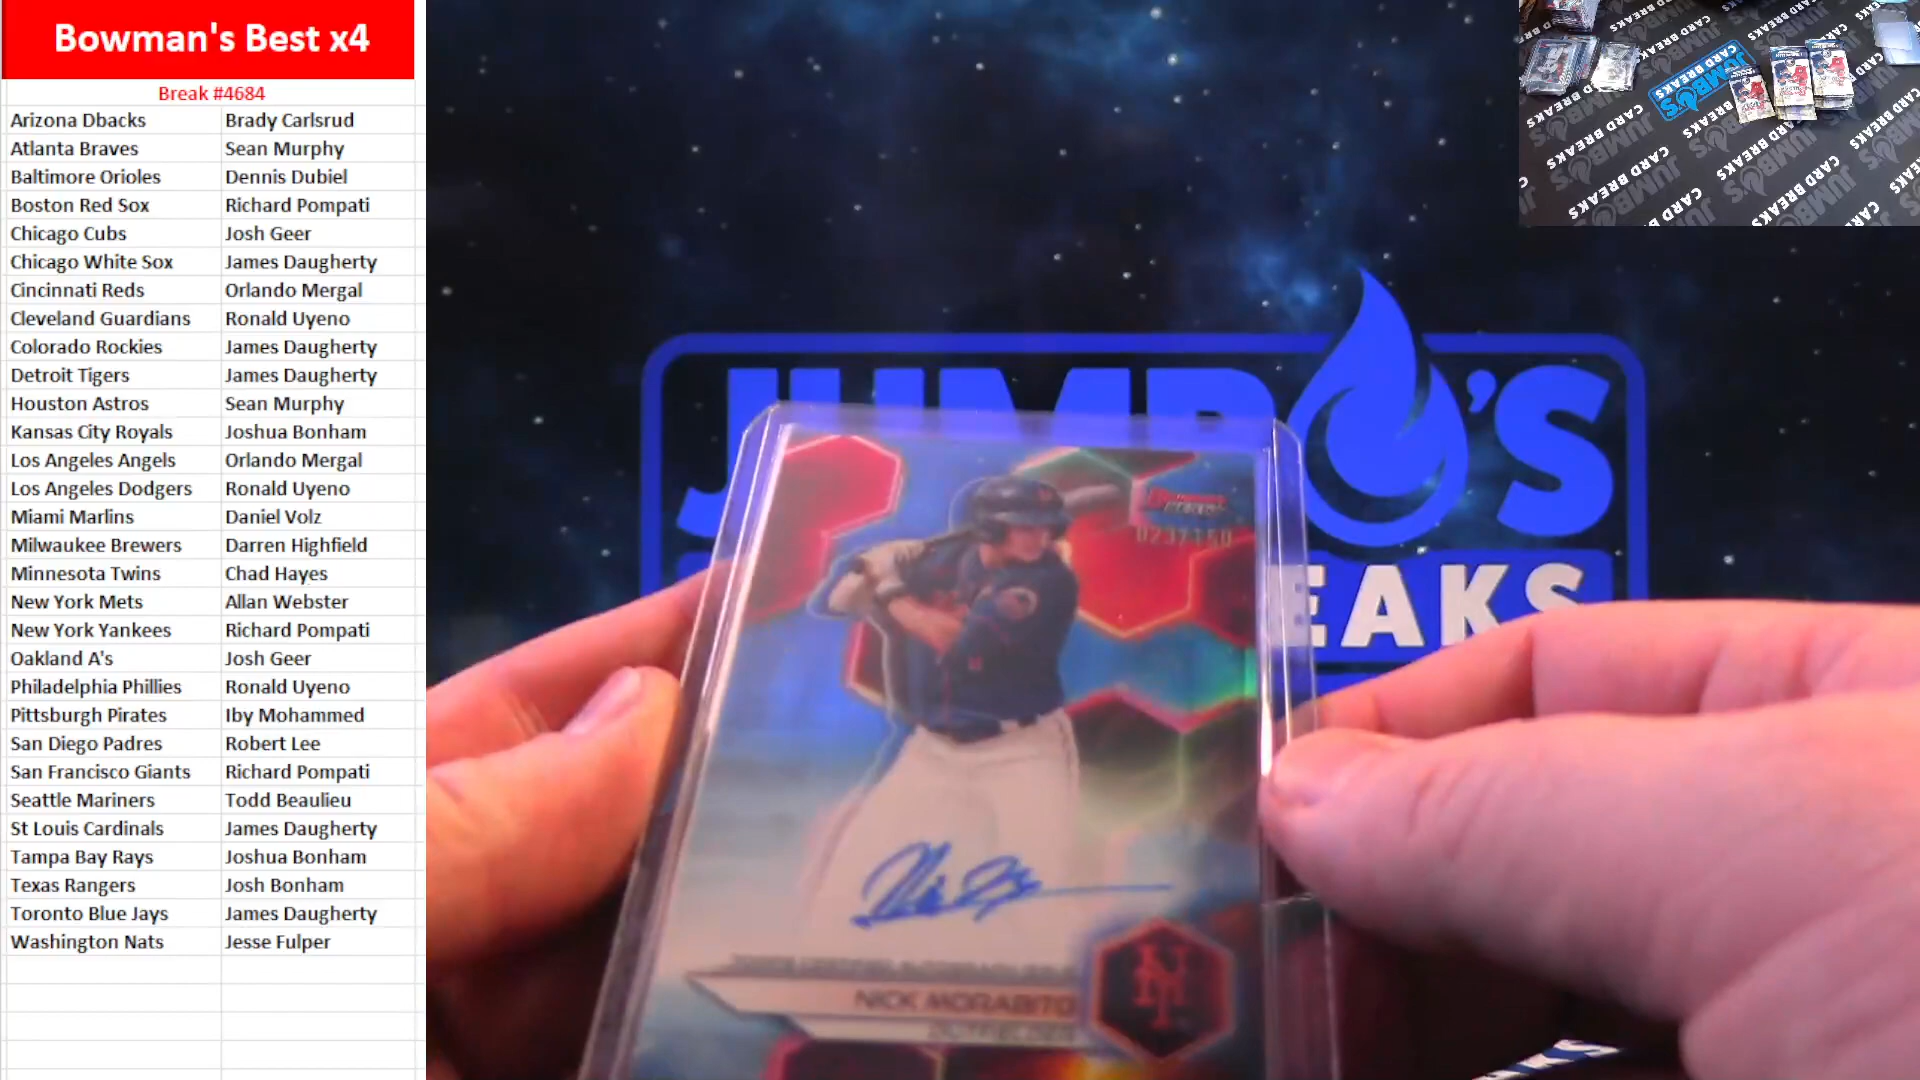 Bowman's Best x4
Break #4684
Arizona Dbacks Brady Carlsrud
Atlanta Braves Sean Murphy
Baltimore Orioles Dennis Dubiel
Boston Red Sox Richard Pompati
Chicago Cubs Josh Geer
Chicago White Sox James Daugherty
Cincinnati Reds Orlando Mergal
Cleveland Guardians Ronald Uyeno
Colorado Rockies James Daugherty
Detroit Tigers James Daugherty
Houston Astros Sean Murphy
Kansas City Royals Joshua Bonham
Los Angeles Angels Orlando Mergal
Los Angeles Dodgers Ronald Uyeno
Miami Marlins Daniel Volz
Milwaukee Brewers Darren Highfield
Minnesota Twins Chad Hayes
New York Mets Allan Webster
New York Yankees Richard Pompati
Oakland A's Josh Geer
Philadelphia Phillies Ronald Uyeno
Pittsburgh Pirates Iby Mohammed
San Diego Padres Robert Lee
San Francisco Giants Richard Pompati
Seattle Mariners Todd Beaulieu
St Louis Cardinals James Daugherty
Tampa Bay Rays Joshua Bonham
Texas Rangers Josh Bonham
Toronto Blue Jays James Daugherty
Washington Nats Jesse Fulper
JUMBO'S
EAKS
NICK MORABITO
OUTFIELDER
NY
JUMBO'S
CARD BREAKS